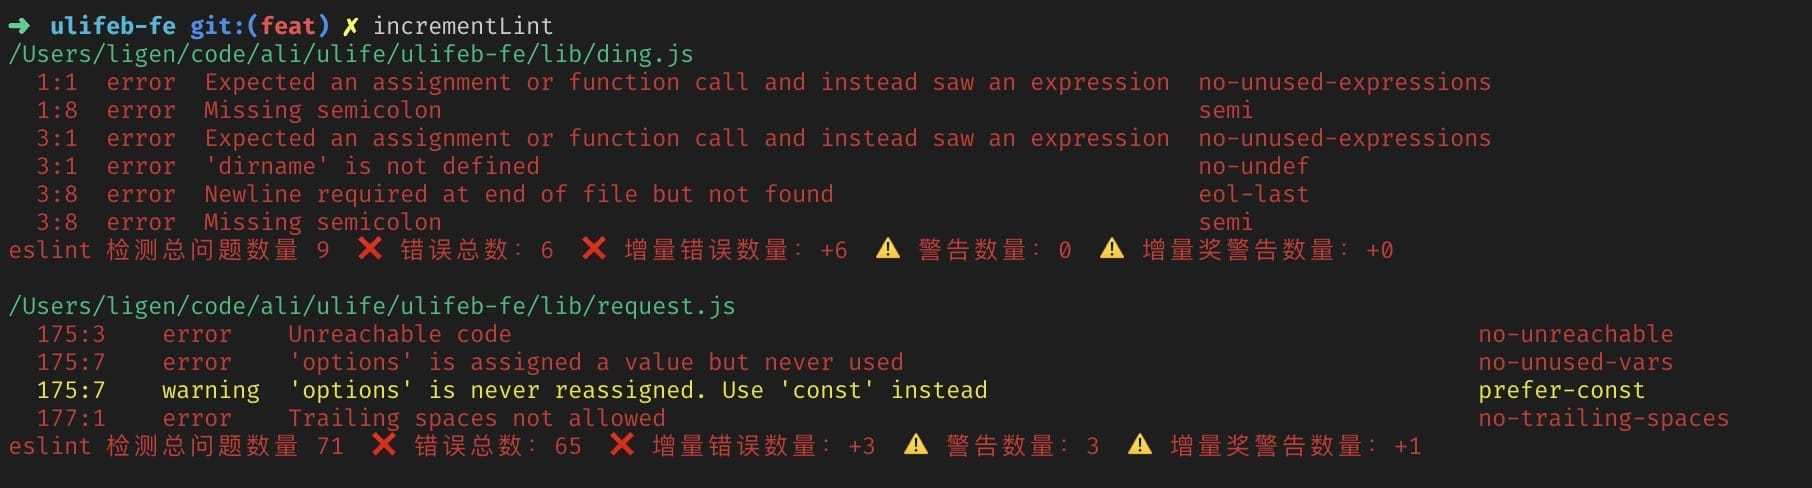 ➜ ulifeb-fe git:(feat) ✗ incrementLint
/Users/ligen/code/ali/ulife/ulifeb-fe/lib/ding.js
1:1 error Expected an assignment or function call and instead saw an expression no-unused-expressions
1:8 error Missing semicolon semi
3:1 error Expected an assignment or function call and instead saw an expression no-unused-expressions
3:1 error 'dirname' is not defined no-undef
3:8 error Newline required at end of file but not found eol-last
3:8 error Missing semicolon semi
eslint 检测总问题数量 9 ❌ 错误总数: 6 ❌ 增量错误数量: +6 ⚠️ 警告数量: 0 ⚠️ 增量奖警告数量: +0
/Users/ligen/code/ali/ulife/ulifeb-fe/lib/request.js
175:3 error Unreachable code no-unreachable
175:7 error 'options' is assigned a value but never used no-unused-vars
175:7 warning 'options' is never reassigned. Use 'const' instead prefer-const
177:1 error Trailing spaces not allowed no-trailing-spaces
eslint 检测总问题数量 71 ❌ 错误总数: 65 ❌ 增量错误数量: +3 ⚠️ 警告数量: 3 ⚠️ 增量奖警告数量: +1